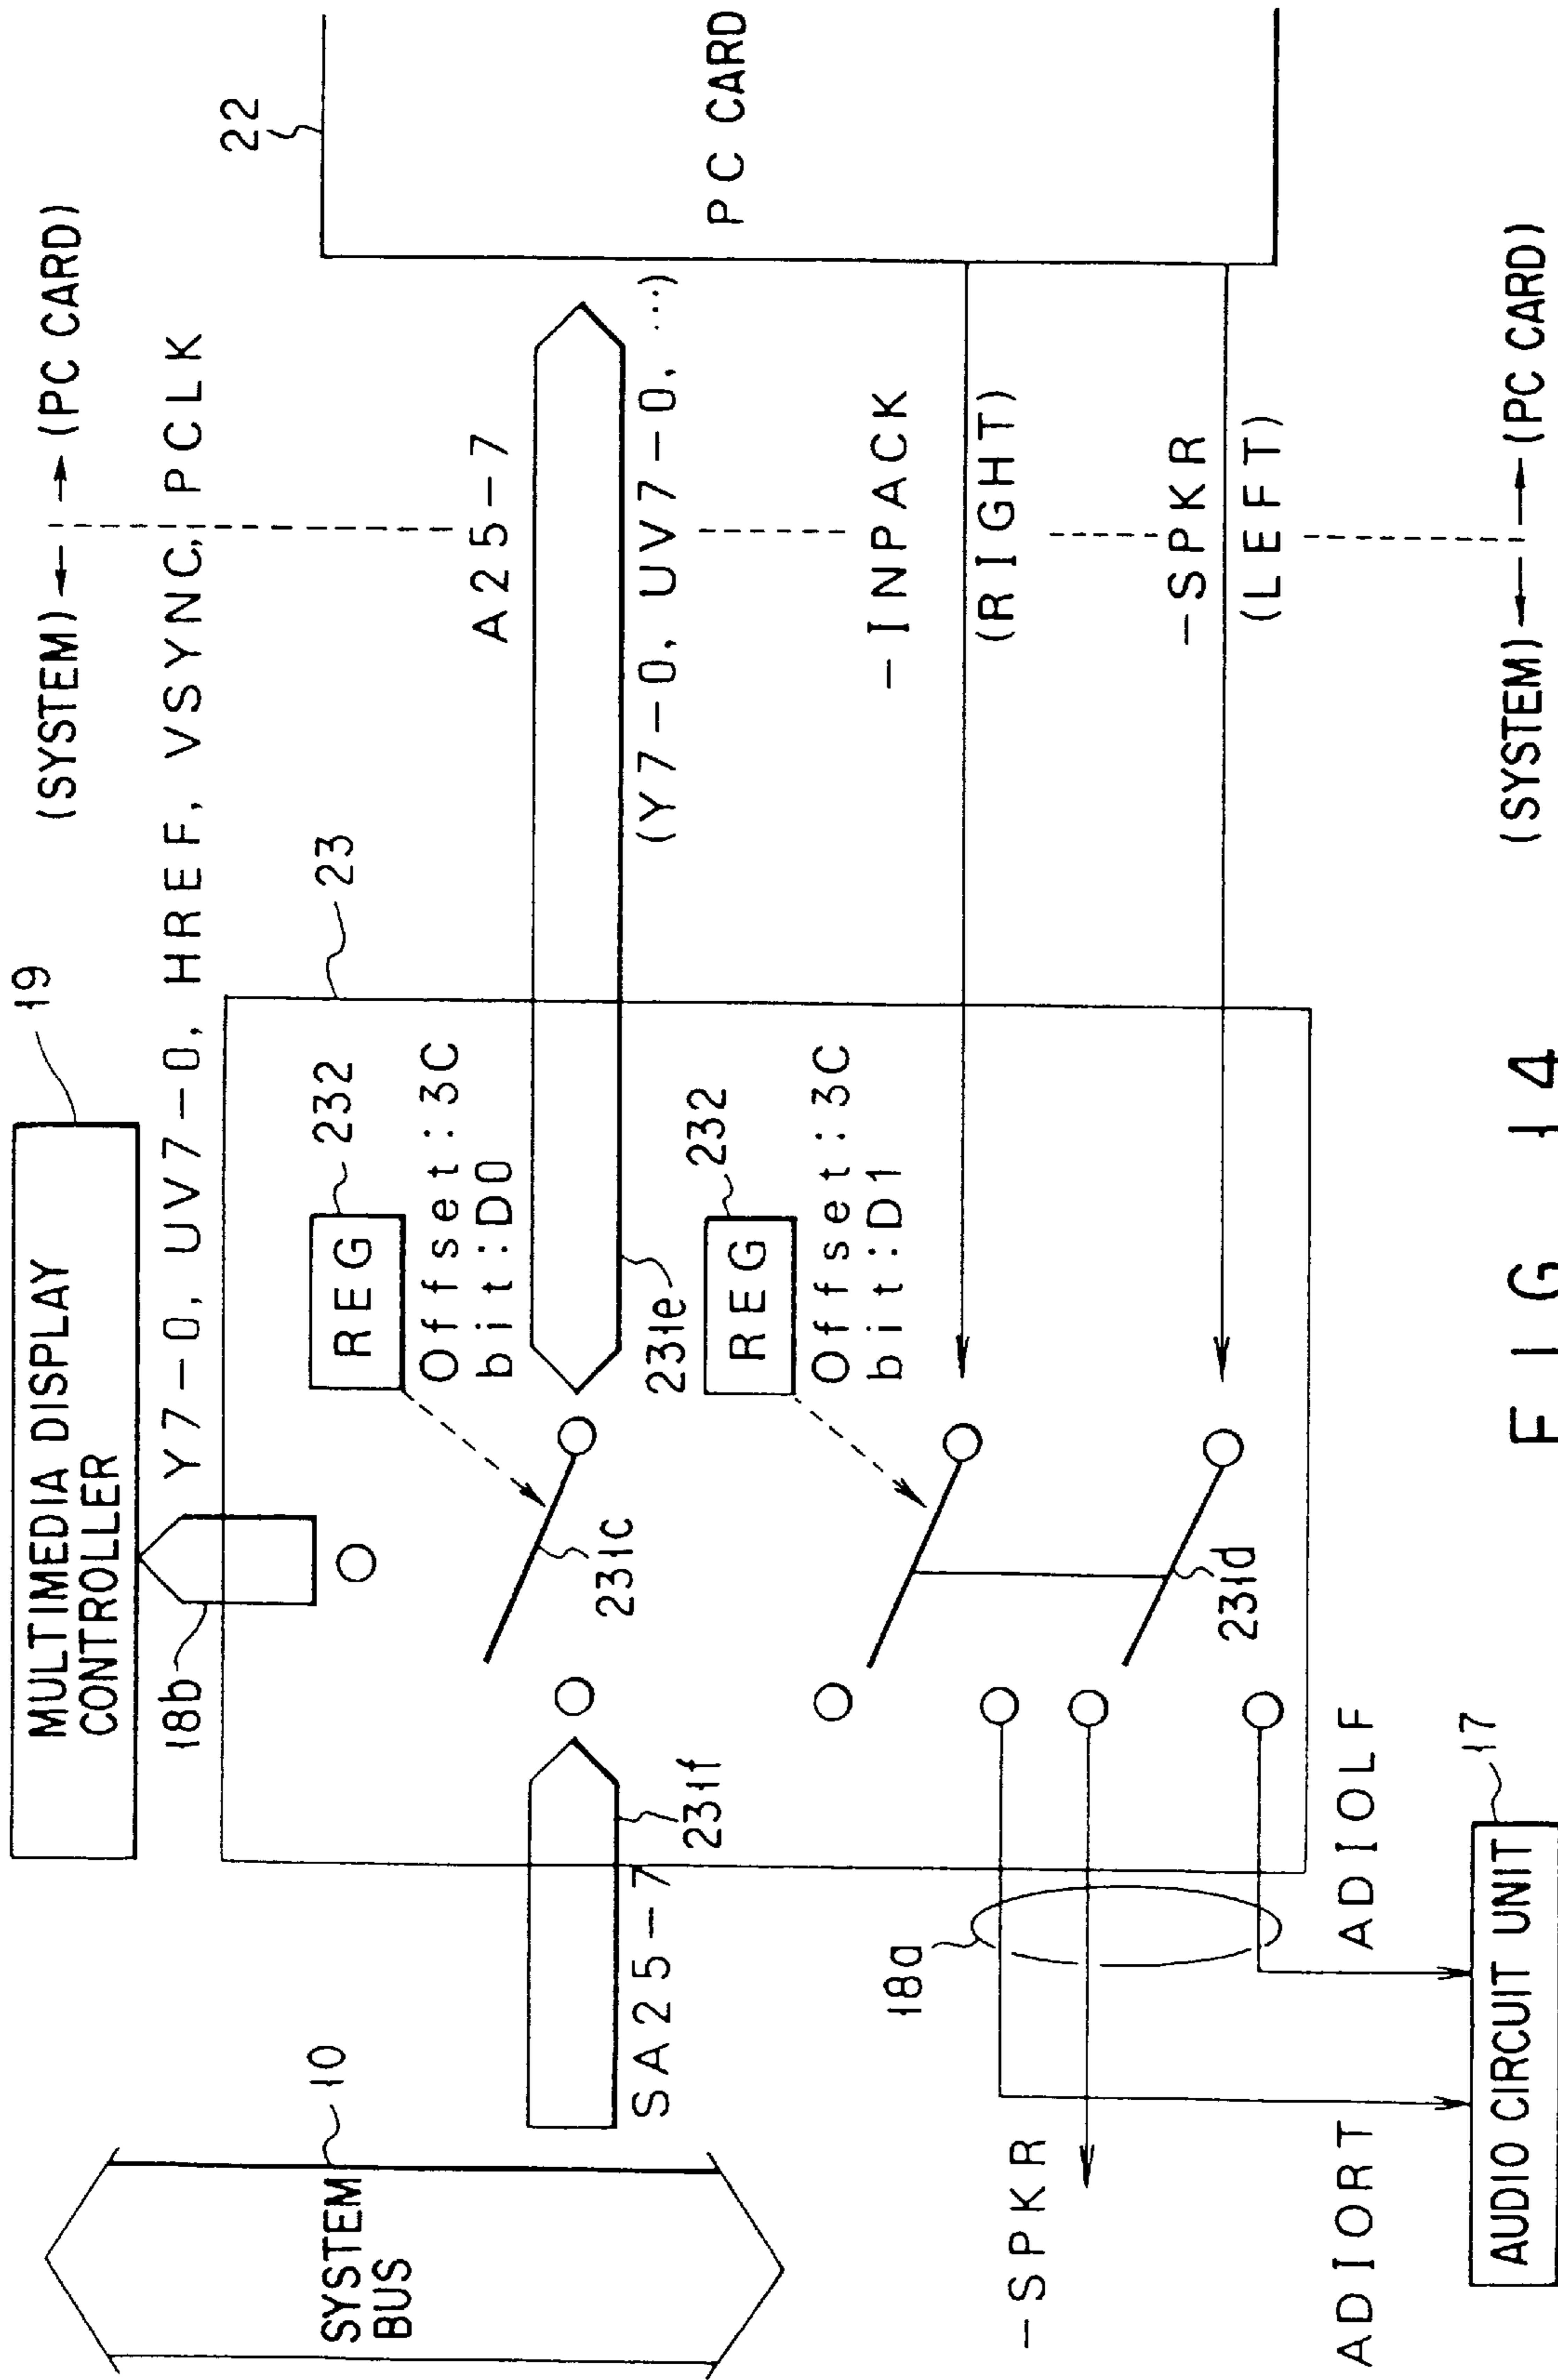 19
MULTIMEDIA DISPLAY
CONTROLLER
(SYSTEM) (PC CARD)
18b
Y7-0, UV7-0, HREF, VSYNC, PCLK
10
SYSTEM
BUS
23
22
REG
232
Offset:3C
bit:D0
A25-7
(Y7-0, UV7-0, ...)
PC CARD
SA25-7
231f
231c
231e
REG
232
Offset:3C
bit:D1
-INPACK
(RIGHT)
18a
-SPKR
231d
-SPKR
(LEFT)
ADIORT
ADIOLF
17
AUDIO CIRCUIT UNIT
(SYSTEM) (PC CARD)
FIG 14